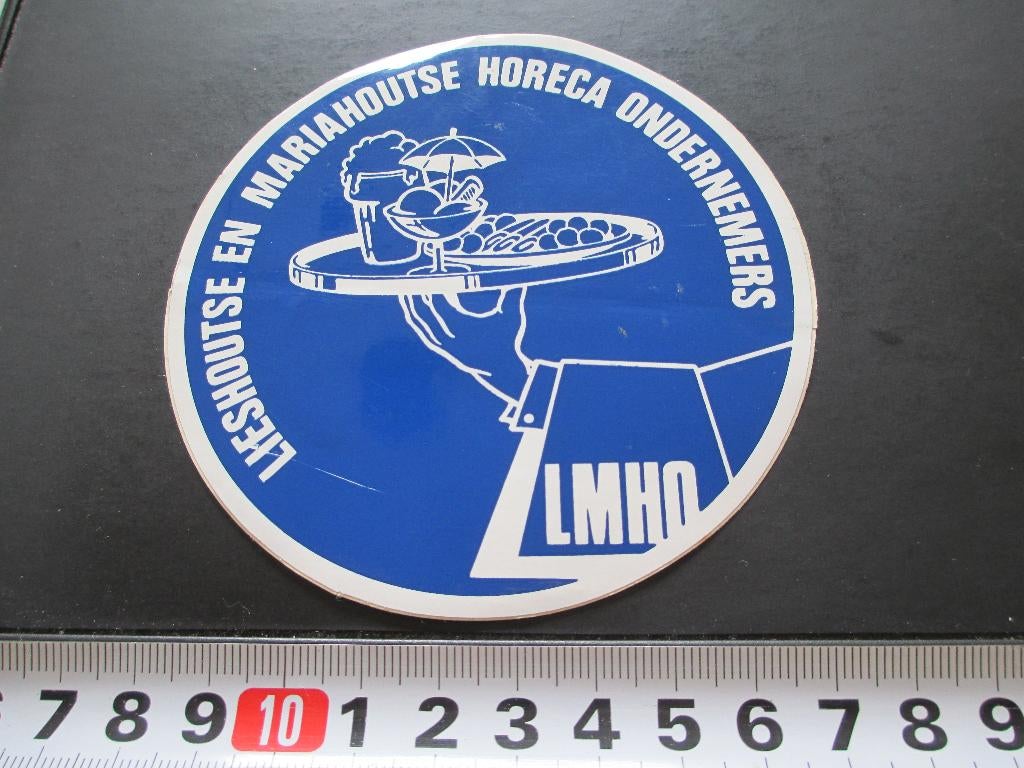 LIESHOUTSE EN MARIAHOUTSE HORECA ONDERNEMERS
LMHO
7 8 9 10 1 2 3 4 5 6 7 8 9